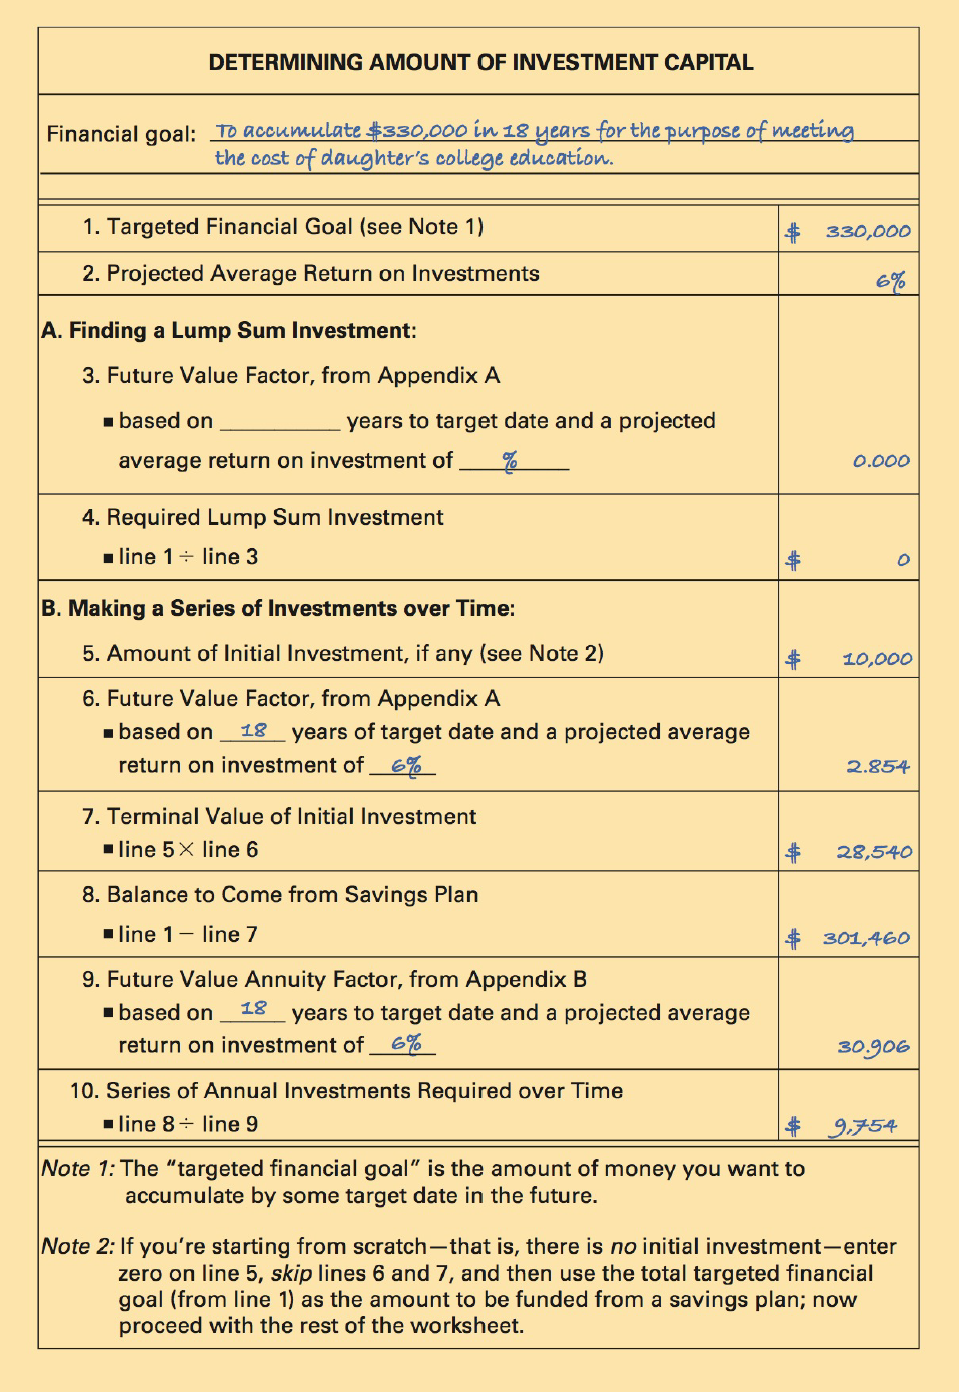 DETERMINING AMOUNT OF INVESTMENT CAPITAL
Financial goal: To accumulate $330,000 in 18 years for the purpose of meeting
the cost of daughter's college education.
1. Targeted Financial Goal (see Note 1) $ 330,000
2. Projected Average Return on Investments 6%
A. Finding a Lump Sum Investment:
3. Future Value Factor, from Appendix A
■ based on __________ years to target date and a projected
average return on investment of % 0.000
4. Required Lump Sum Investment
■ line 1 ÷ line 3 $ 0
B. Making a Series of Investments over Time:
5. Amount of Initial Investment, if any (see Note 2) $ 10,000
6. Future Value Factor, from Appendix A
■ based on 18 years of target date and a projected average
return on investment of 6% 2.854
7. Terminal Value of Initial Investment
■ line 5 × line 6 $ 28,540
8. Balance to Come from Savings Plan
■ line 1 − line 7 $ 301,460
9. Future Value Annuity Factor, from Appendix B
■ based on 18 years to target date and a projected average
return on investment of 6% 30.906
10. Series of Annual Investments Required over Time
■ line 8 ÷ line 9 $ 9,754
Note 1: The “targeted financial goal” is the amount of money you want to
accumulate by some target date in the future.
Note 2: If you’re starting from scratch—that is, there is no initial investment—enter
zero on line 5, skip lines 6 and 7, and then use the total targeted financial
goal (from line 1) as the amount to be funded from a savings plan; now
proceed with the rest of the worksheet.